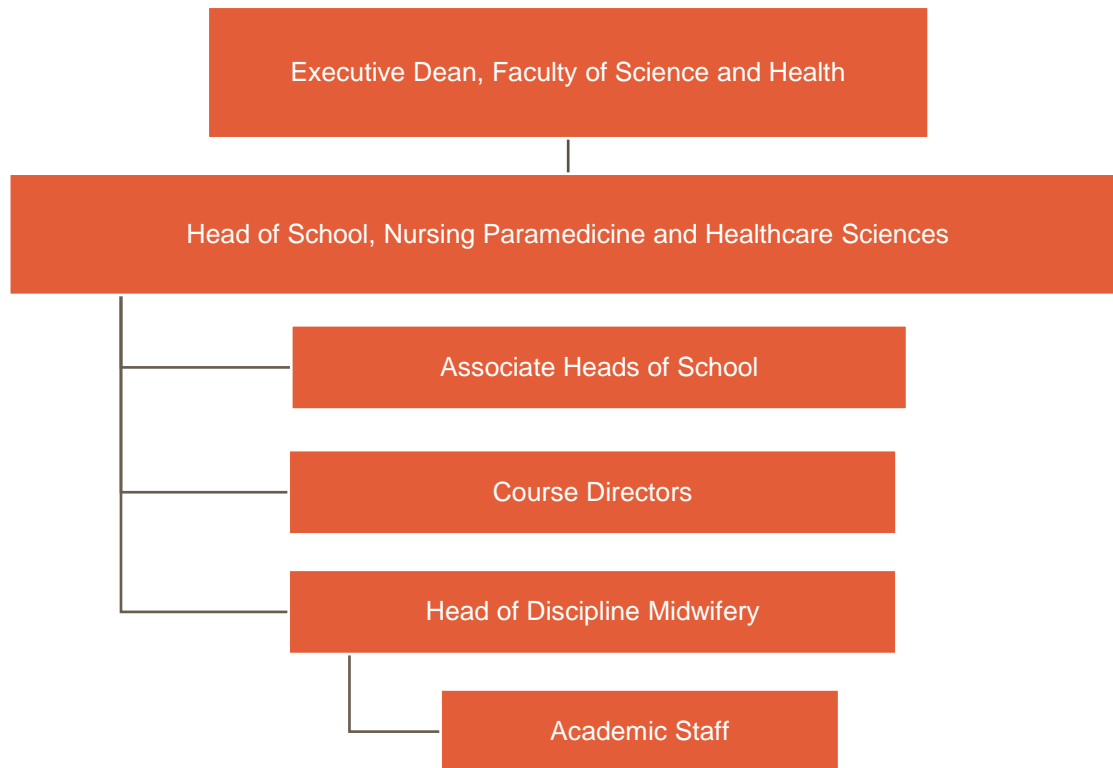 Executive Dean, Faculty of Science and Health
Head of School, Nursing Paramedicine and Healthcare Sciences
Associate Heads of School
Course Directors
Head of Discipline Midwifery
Academic Staff